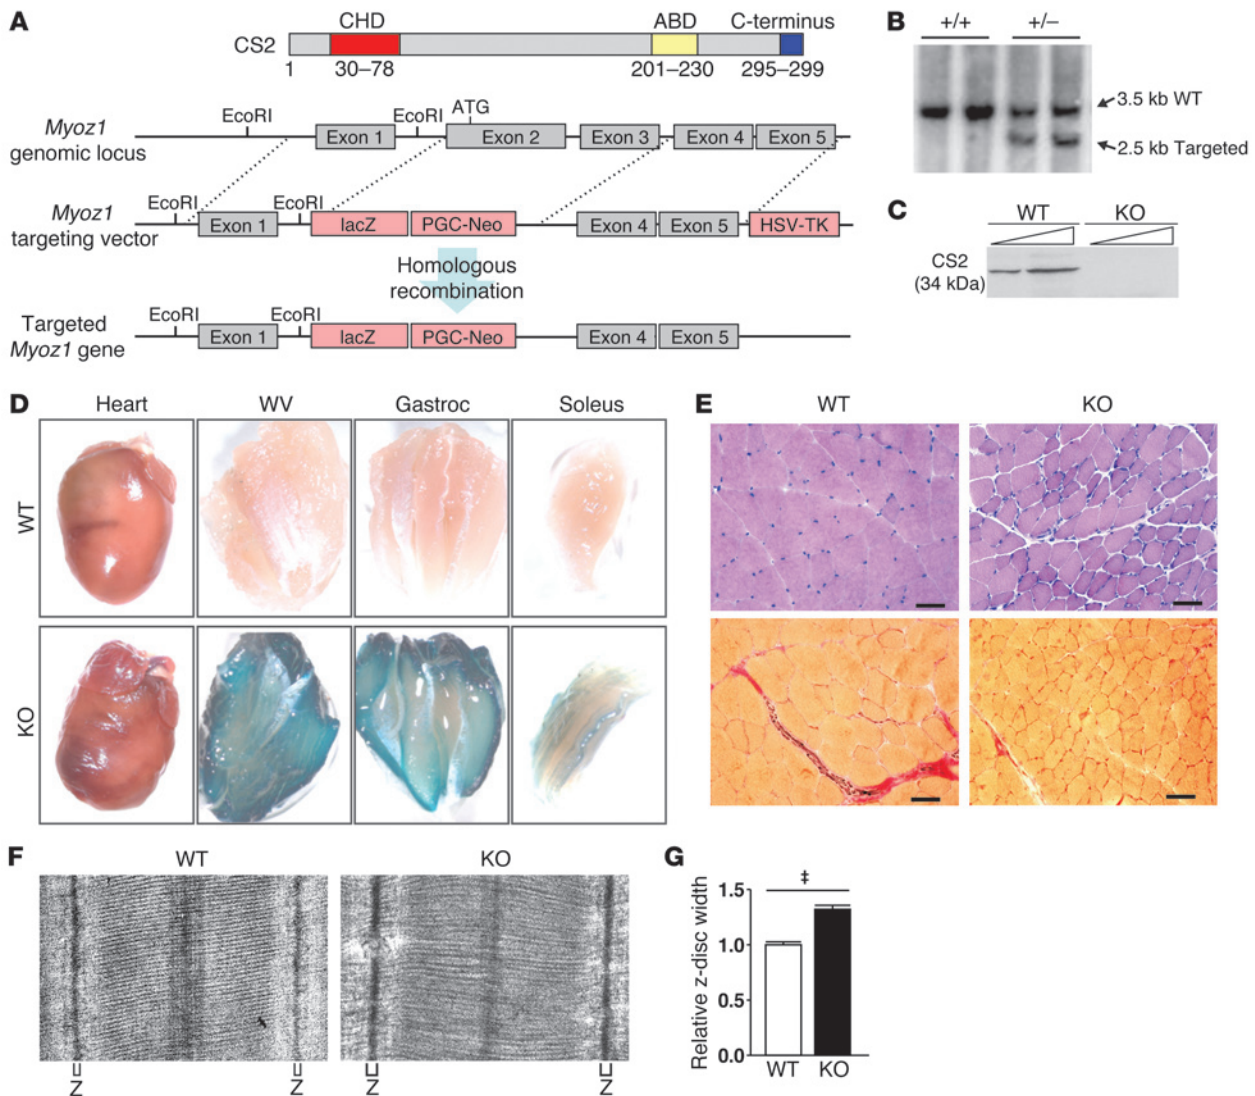 A
CHD
ABD
C-terminus
CS2
1
30–78
201–230
295–299
EcoRI
EcoRI
ATG
Myoz1
genomic locus
Exon 1
Exon 2
Exon 3
Exon 4
Exon 5
EcoRI
EcoRI
Myoz1
targeting vector
Exon 1
lacZ
PGC-Neo
Exon 4
Exon 5
HSV-TK
Homologous
recombination
EcoRI
EcoRI
Targeted
Myoz1 gene
Exon 1
lacZ
PGC-Neo
Exon 4
Exon 5
B
+/+
+/–
3.5 kb WT
2.5 kb Targeted
C
WT
KO
CS2
(34 kDa)
D
Heart
WV
Gastroc
Soleus
WT
KO
E
WT
KO
F
WT
KO
Z
Z
Z
Z
G
‡
Relative z-disc width
1.5
1.0
0.5
0.0
WT
KO